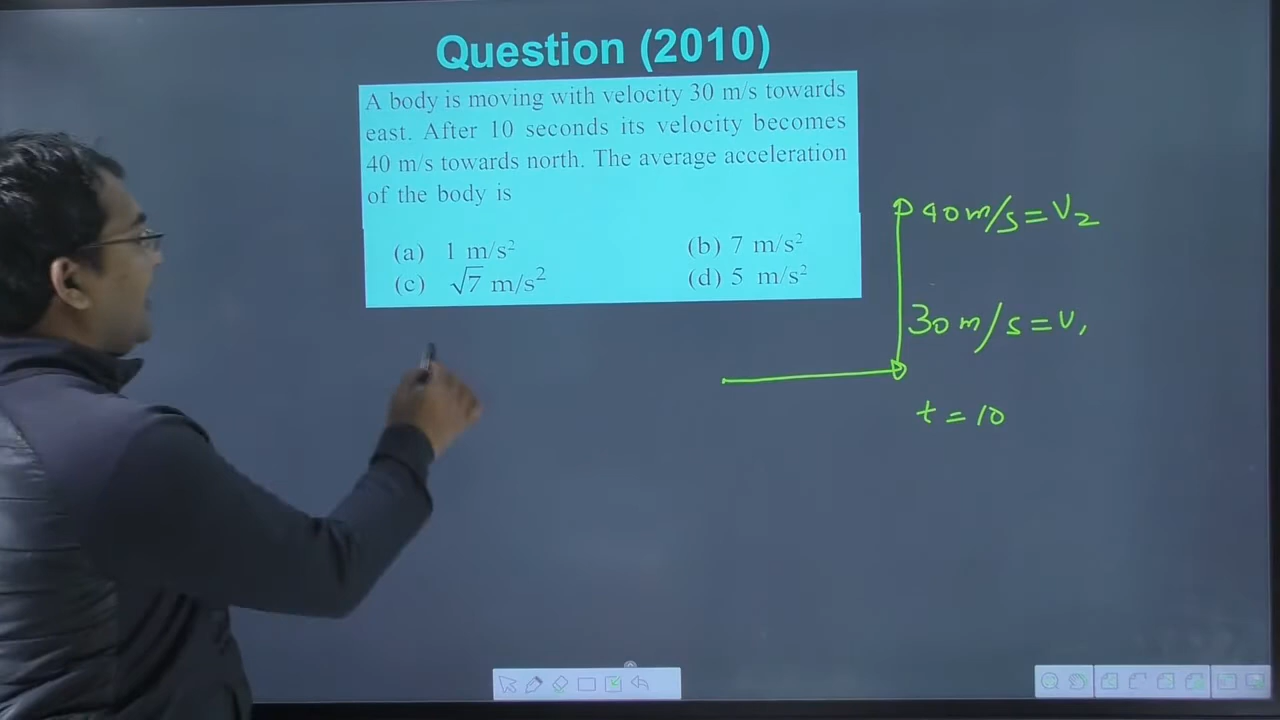 Question (2010)
A body is moving with velocity 30 m/s towards
east. After 10 seconds its velocity becomes
40 m/s towards north. The average acceleration
of the body is
(a) 1 m/s² (b) 7 m/s²
(c) √7 m/s² (d) 5 m/s²
40 m/s = V₂
30 m/s = V₁
t = 10